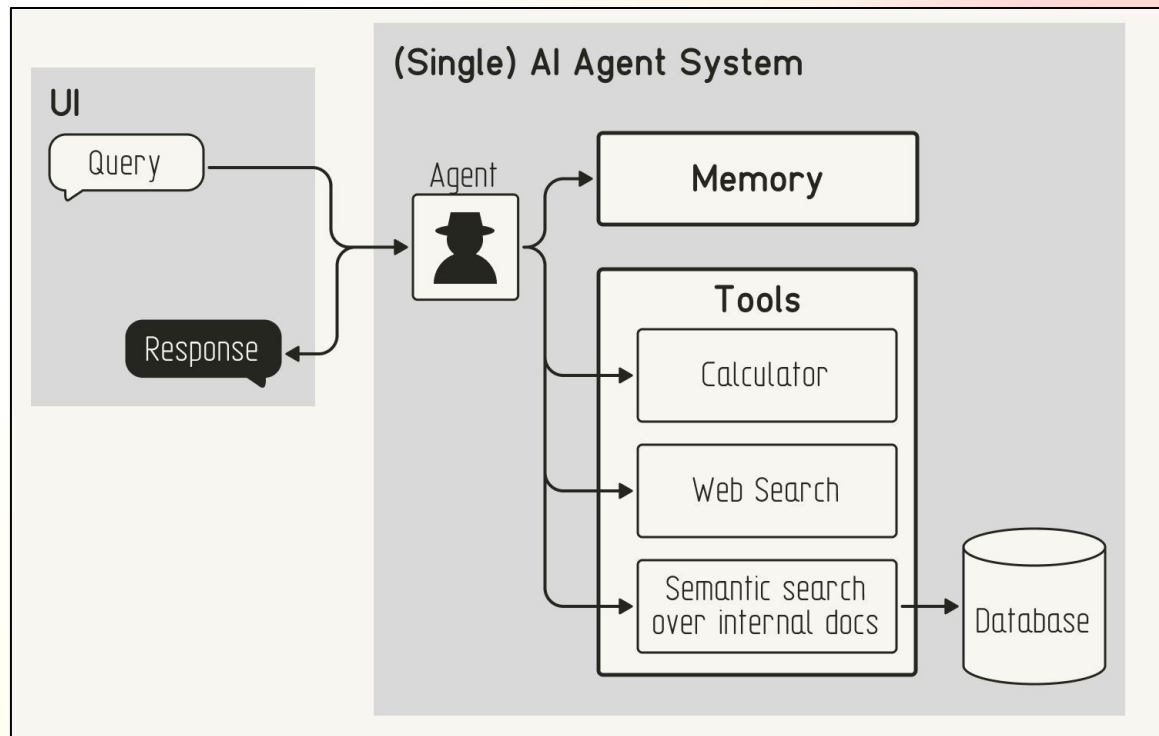 (Single) AI Agent System
UI
Query
Agent
Memory
Response
Tools
Calculator
Web Search
Semantic search
over internal docs
Database